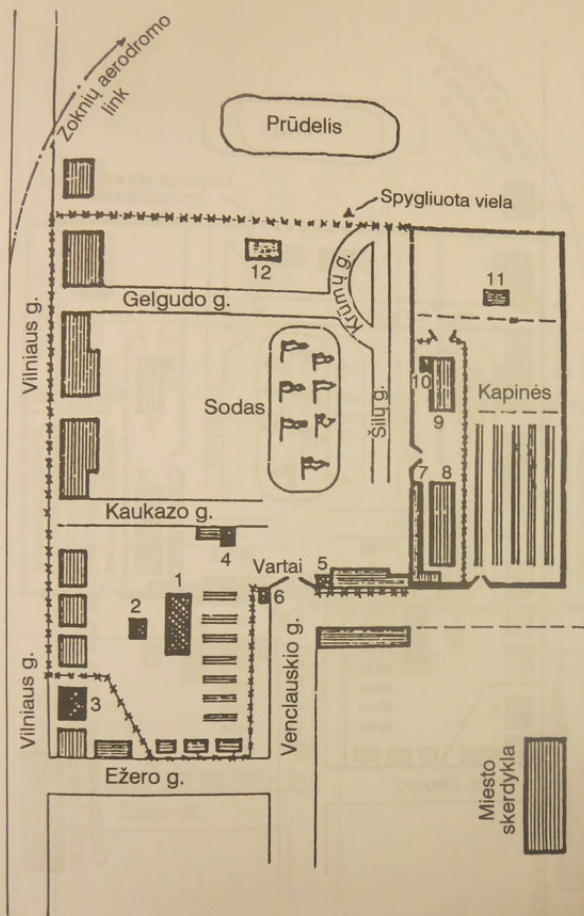 Zoknių aerodromo
link
Prūdelis
Spygliuota viela
12
Krūmų g.
11
Gelgudo g.
Vilniaus g.
Sodas
Šilų g.
10
9
Kapinės
7
8
Kaukazo g.
4
Vartai
5
1
2
6
Venclauskio g.
Vilniaus g.
3
Ežero g.
Miesto
skerdykla